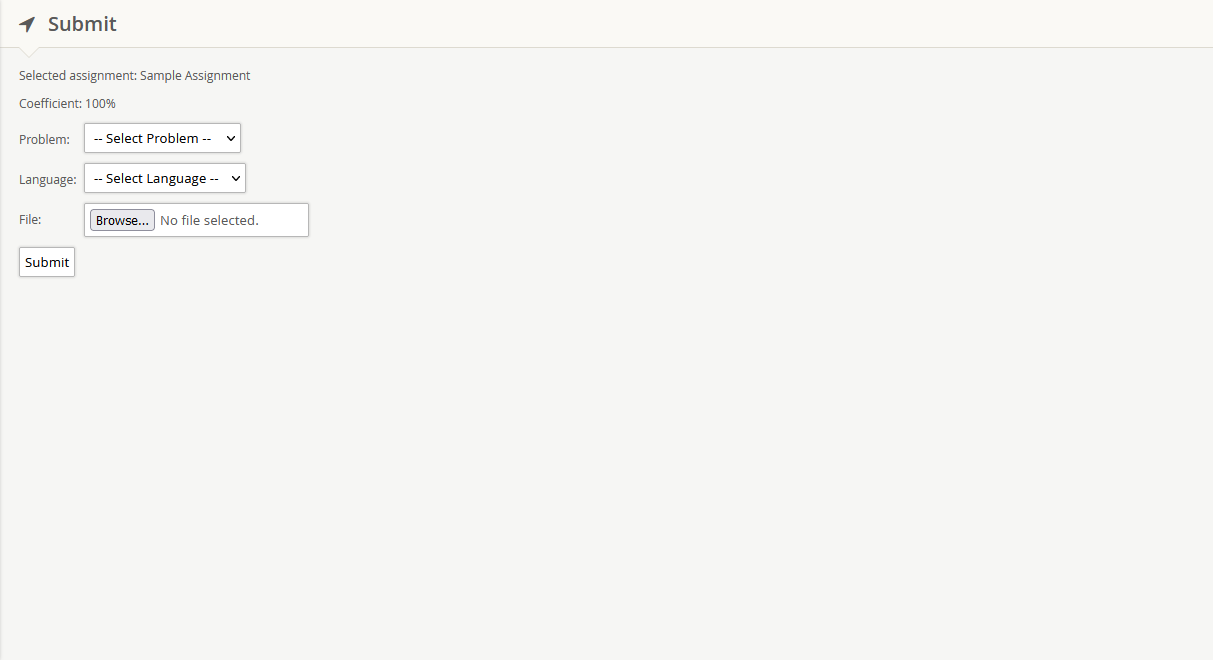 Submit
Selected assignment: Sample Assignment
Coefficient: 100%
Problem: -- Select Problem --
Language: -- Select Language --
File: Browse... No file selected.
Submit